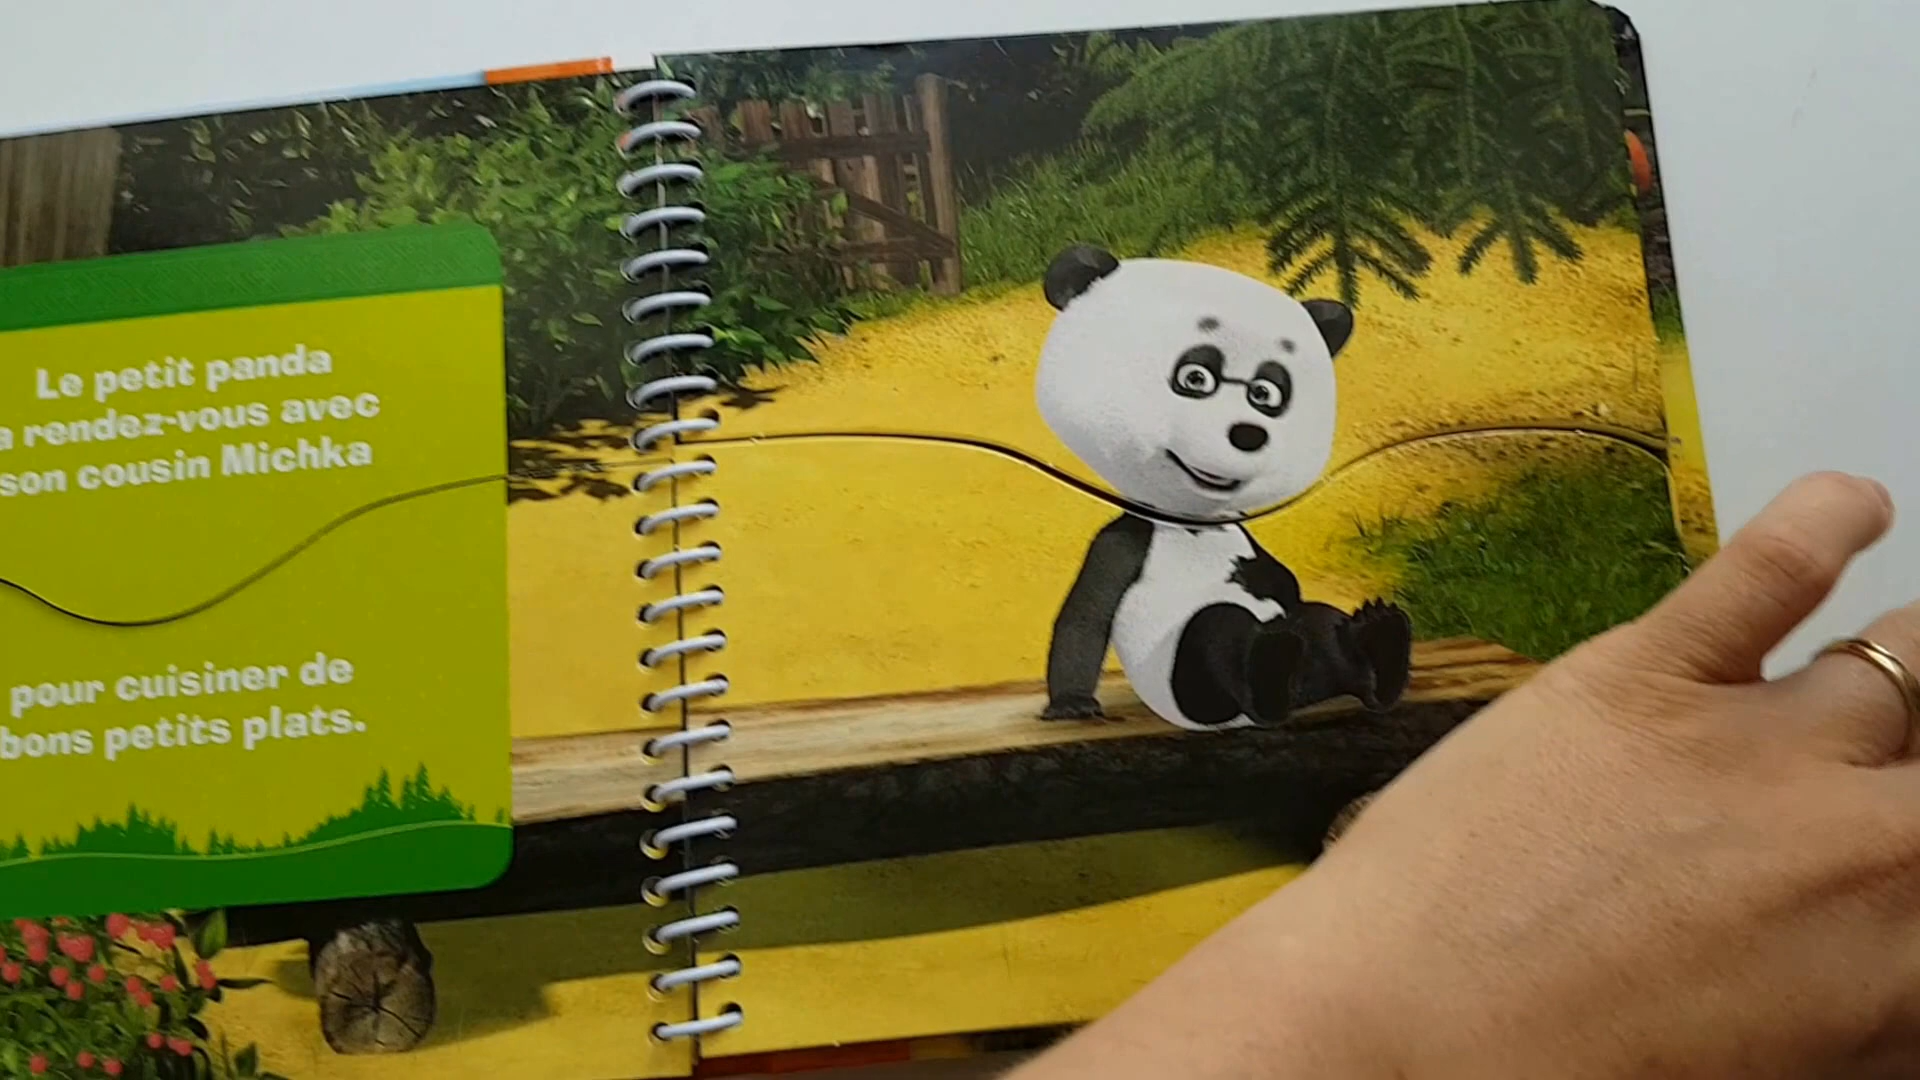 Le petit panda
a rendez-vous avec
son cousin Michka
pour cuisiner de
bons petits plats.